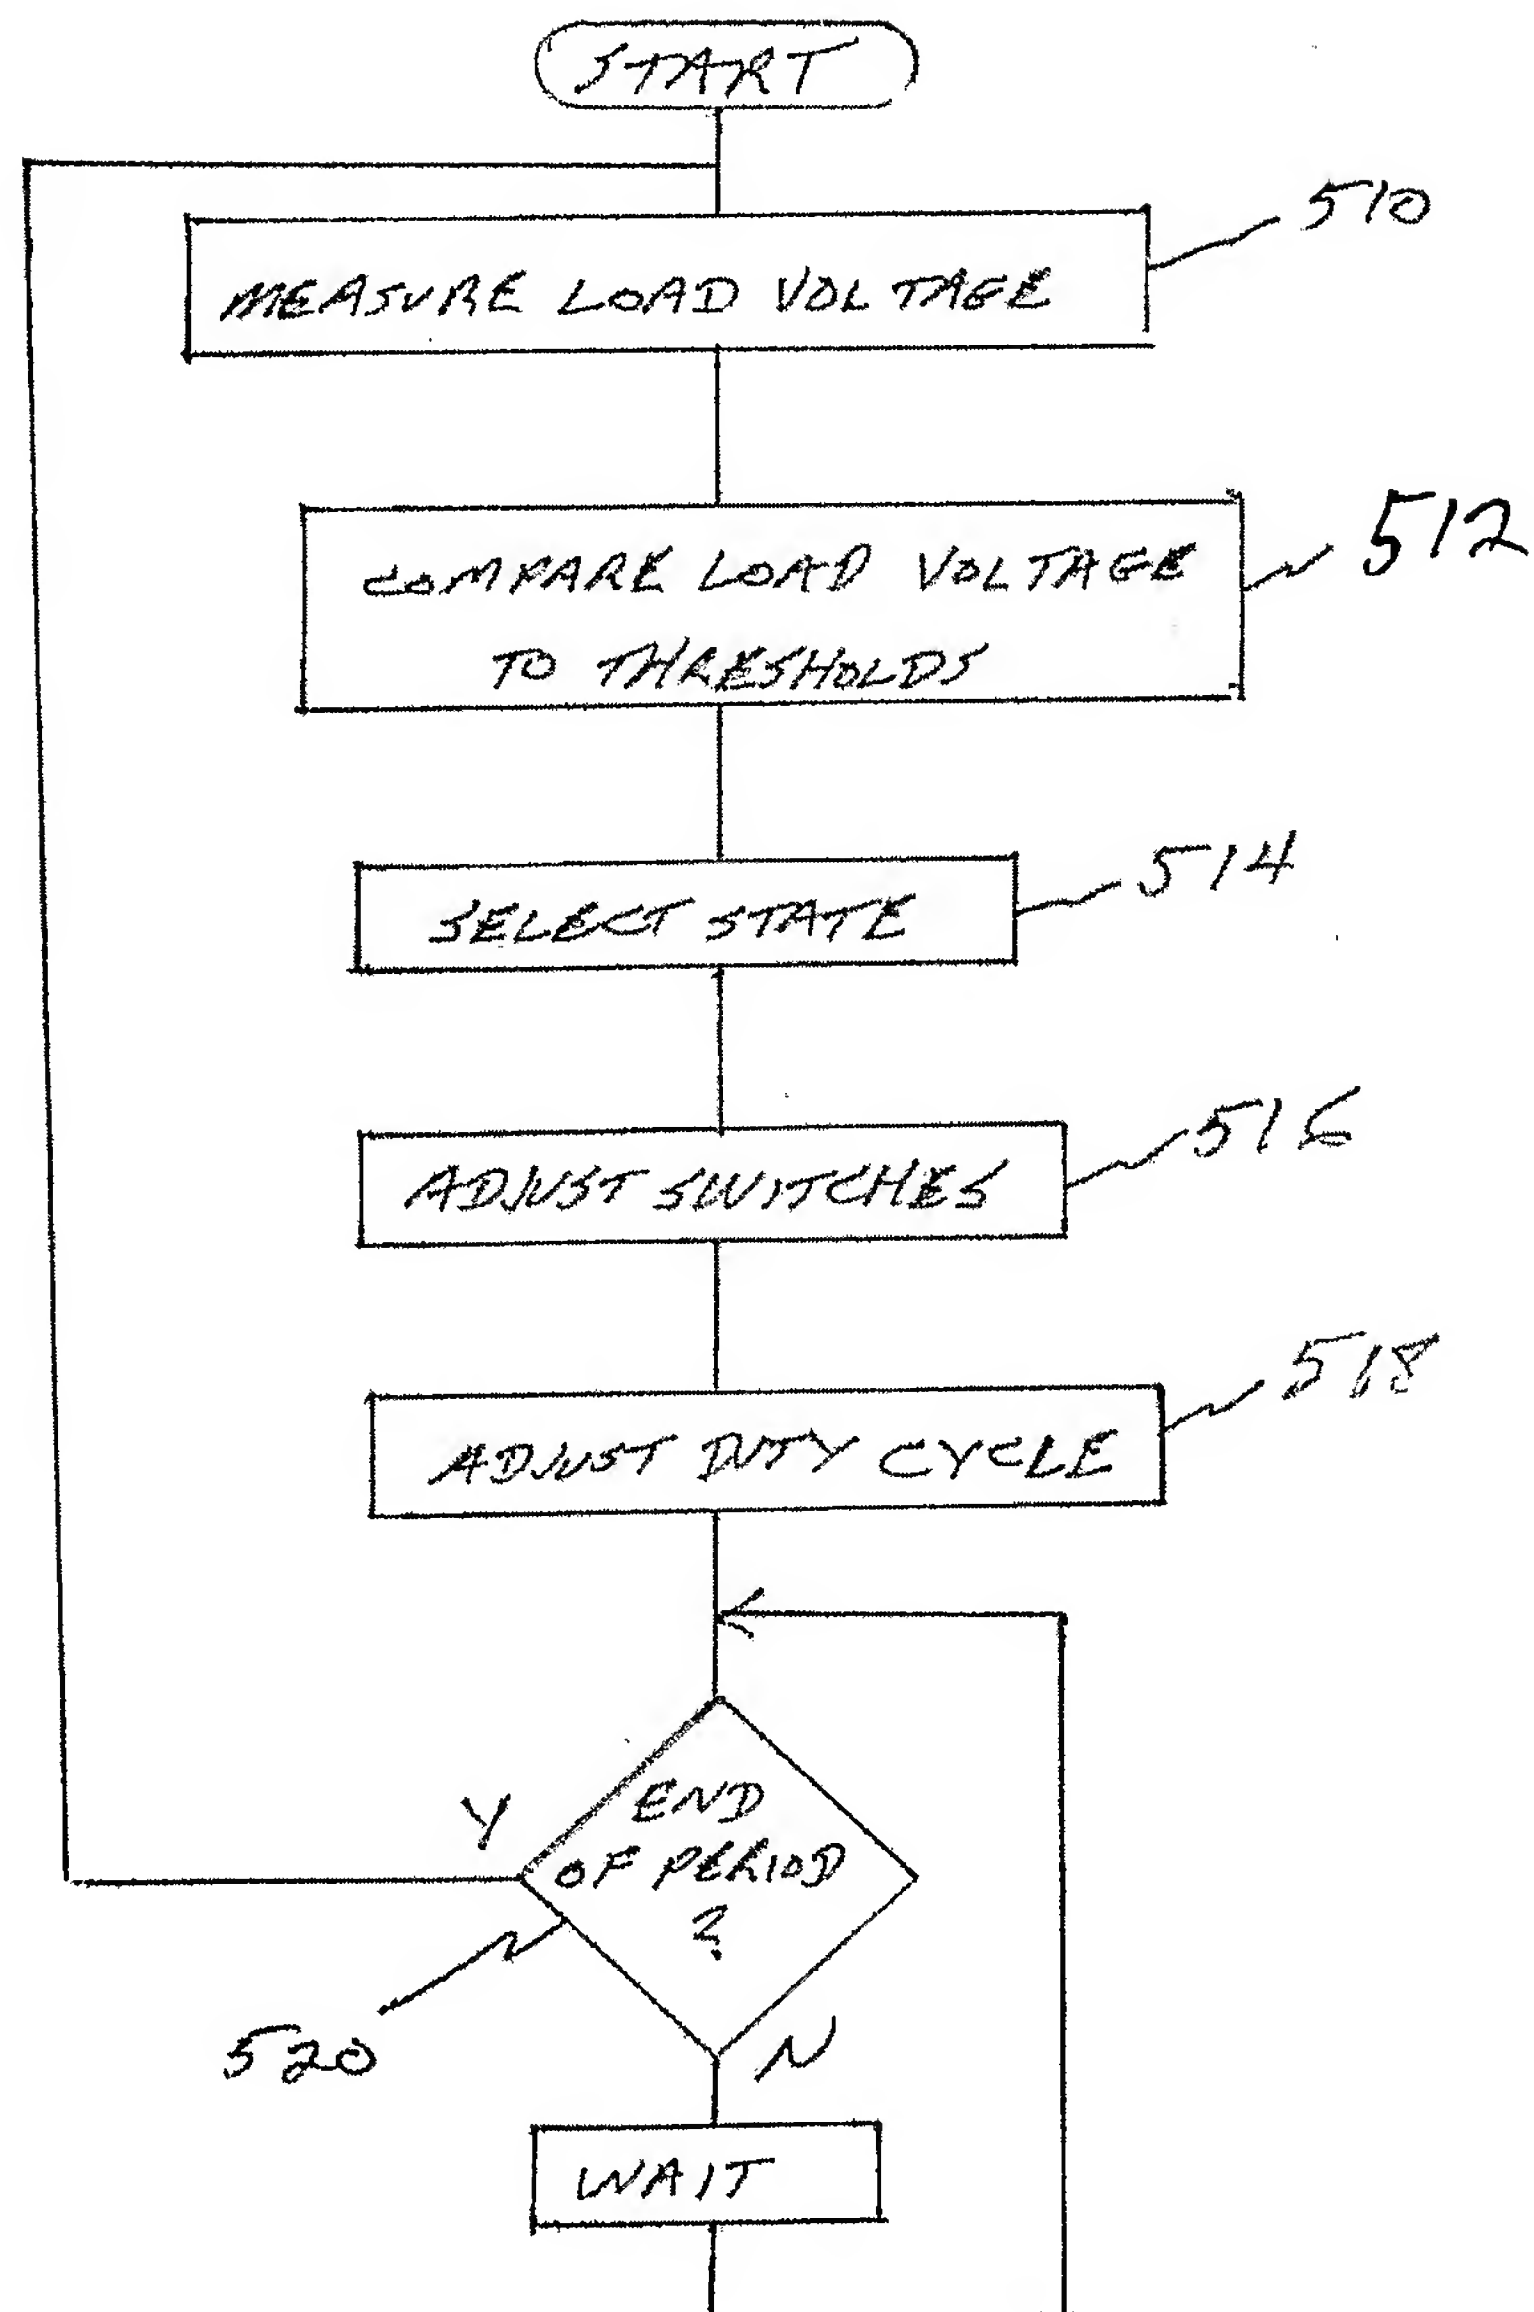 START
510
MEASURE LOAD VOLTAGE
512
COMPARE LOAD VOLTAGE
TO THRESHOLDS
514
SELECT STATE
516
ADJUST SWITCHES
518
ADJUST DUTY CYCLE
Y
END
OF PERIOD
?
520
N
WAIT